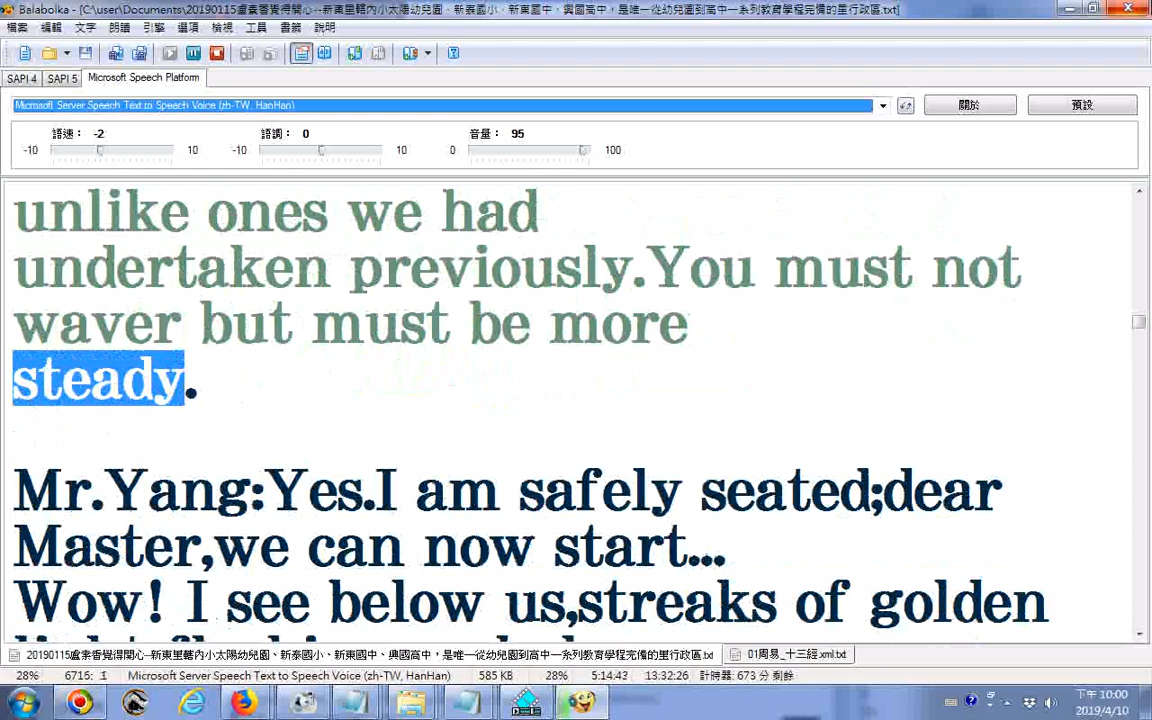 Balabolka - [C:\user\Documents\20190115盧素香覺得開心--新東里轄內小太陽幼兒園、新泰國小、新東國中、興國高中，是唯一從幼兒園到高中一系列教育學程完備的里行政區.txt]
檔案 編輯 文字 朗讀 引擎 選項 檢視 工具 書籤 說明
SAPI 4 SAPI 5 Microsoft Speech Platform
Microsoft Server Speech Text to Speech Voice (zh-TW, HanHan) 關於 預設
語速： -2 語調： 0 音量： 95
-10 10 -10 10 0 100
unlike ones we had
undertaken previously.You must not
waver but must be more
steady.
Mr.Yang:Yes.I am safely seated;dear
Master,we can now start...
Wow! I see below us,streaks of golden
20190115盧素香覺得開心--新東里轄內小太陽幼兒園、新泰國小、新東國中、興國高中，是唯一從幼兒園到高中一系列教育學程完備的里行政區.txt 01周易_十三經.xml.txt
28% 6715: 1 Microsoft Server Speech Text to Speech Voice (zh-TW, HanHan) 585 KB 28% 5:14:43 13:32:26 計時器: 673 分 剩餘
下午 10:00
2019/4/10